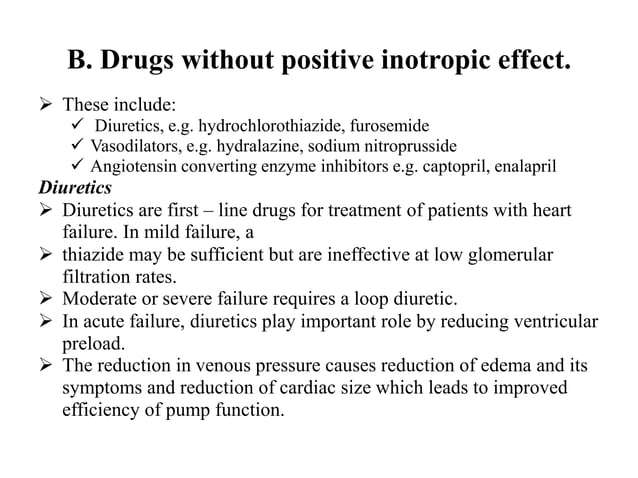 B. Drugs without positive inotropic effect.
➢ These include:
✓ Diuretics, e.g. hydrochlorothiazide, furosemide
✓ Vasodilators, e.g. hydralazine, sodium nitroprusside
✓ Angiotensin converting enzyme inhibitors e.g. captopril, enalapril
Diuretics
➢ Diuretics are first – line drugs for treatment of patients with heart
failure. In mild failure, a
➢ thiazide may be sufficient but are ineffective at low glomerular
filtration rates.
➢ Moderate or severe failure requires a loop diuretic.
➢ In acute failure, diuretics play important role by reducing ventricular
preload.
➢ The reduction in venous pressure causes reduction of edema and its
symptoms and reduction of cardiac size which leads to improved
efficiency of pump function.